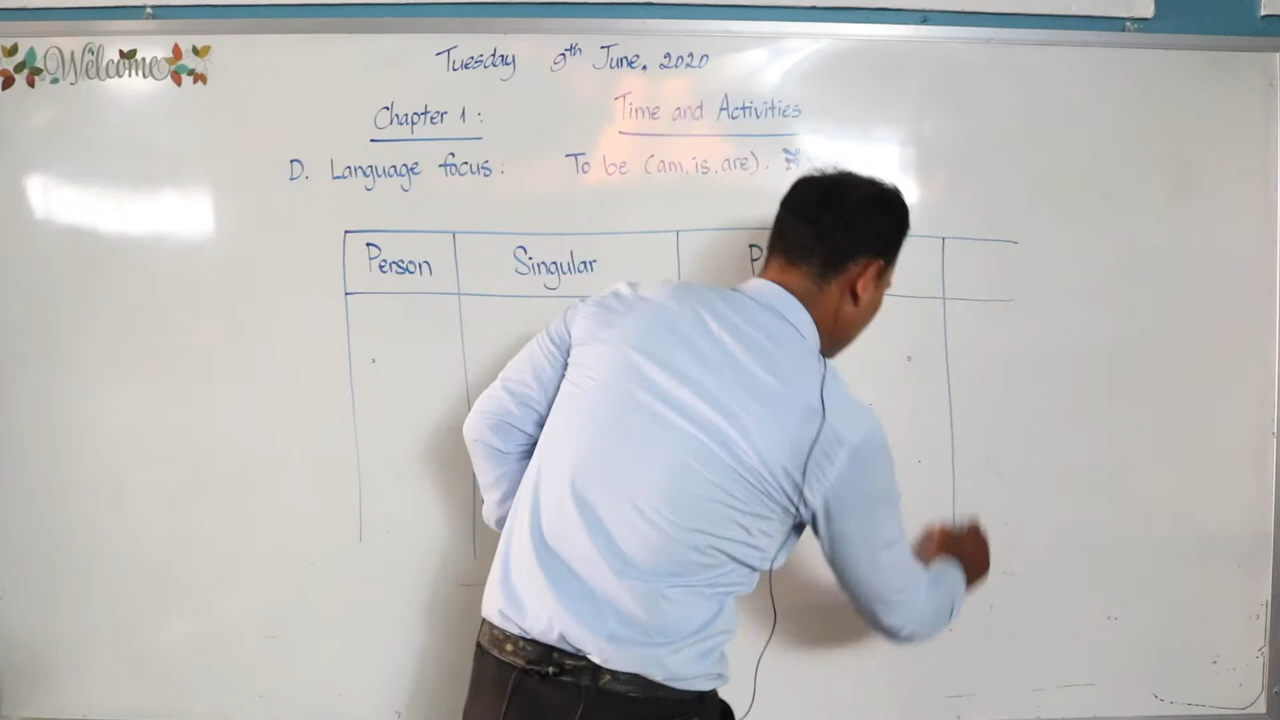 Welcome
Tuesday 9th June. 2020
Chapter 1: Time and Activities
D. Language focus: To be (am, is, are):
Person Singular